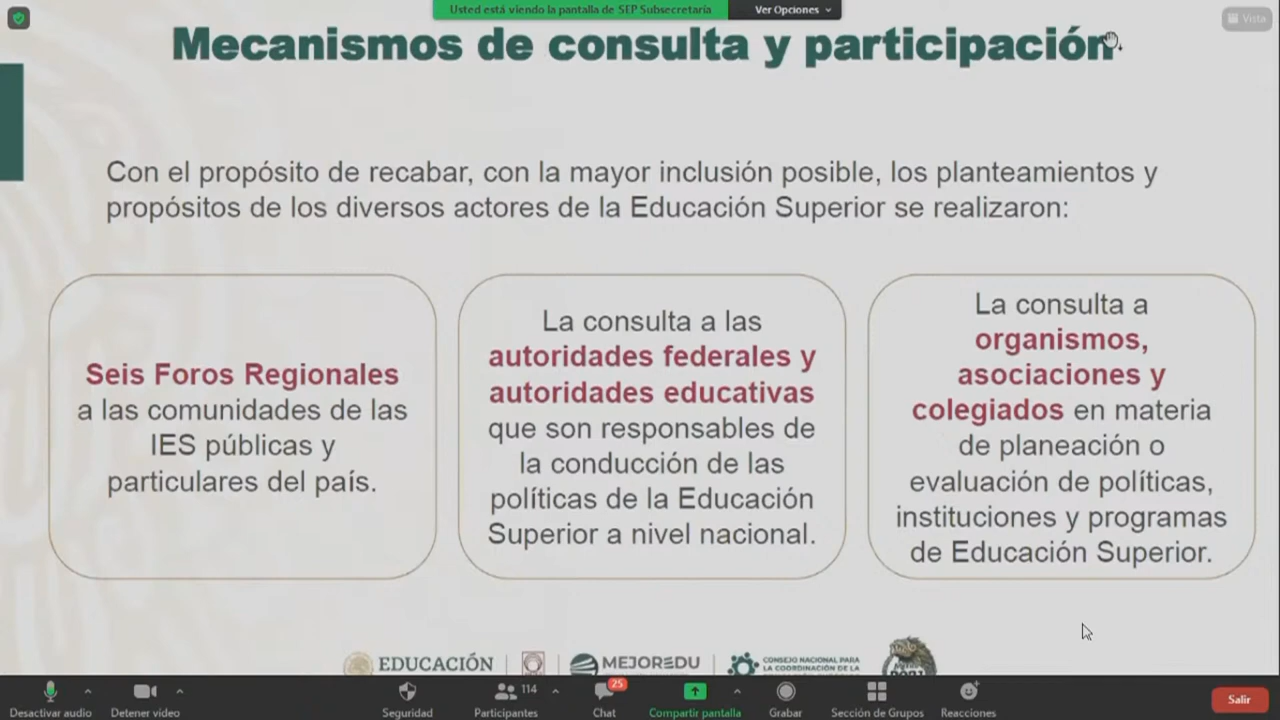 Usted está viendo la pantalla de SEP Subsecretaría
Ver Opciones
Vista
Mecanismos de consulta y participación
Con el propósito de recabar, con la mayor inclusión posible, los planteamientos y
propósitos de los diversos actores de la Educación Superior se realizaron:
Seis Foros Regionales
a las comunidades de las
IES públicas y
particulares del país.
La consulta a las
autoridades federales y
autoridades educativas
que son responsables de
la conducción de las
políticas de la Educación
Superior a nivel nacional.
La consulta a
organismos,
asociaciones y
colegiados en materia
de planeación o
evaluación de políticas,
instituciones y programas
de Educación Superior.
EDUCACIÓN
MEJOREDU
CONSEJO NACIONAL PARA
LA COORDINACIÓN DE LA
114
25
Desactivar audio
Detener video
Seguridad
Participantes
Chat
Compartir pantalla
Grabar
Sección de Grupos
Reacciones
Salir